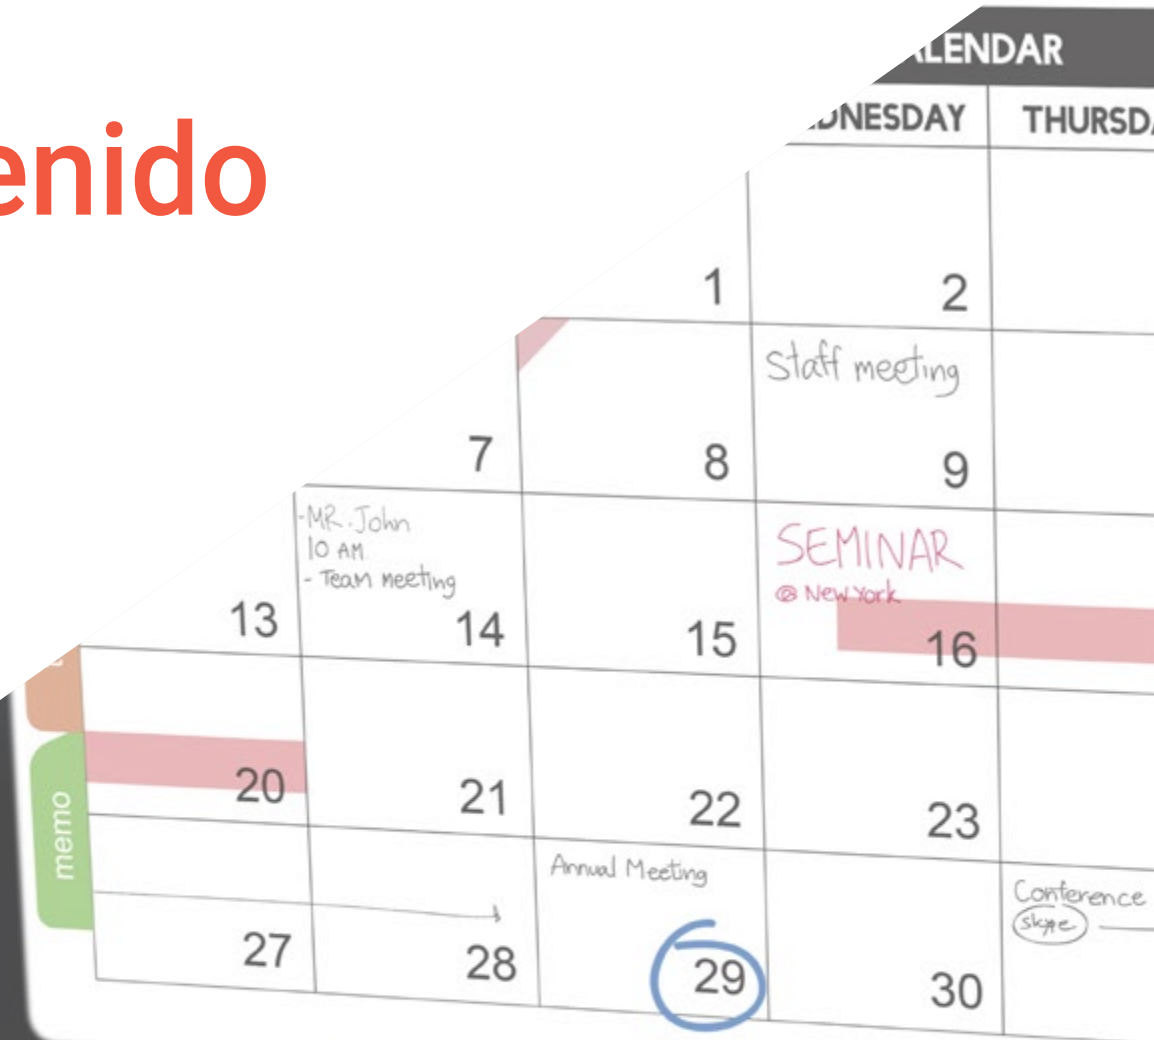 enido
LENDAR
DNESDAY
THURSD
1
2
Staff meeting
7
8
9
-MR. John
10 AM
- Team meeting
SEMINAR
@ New York
13
14
15
16
20
21
22
23
memo
Annual Meeting
Conference
skype
27
28
29
30